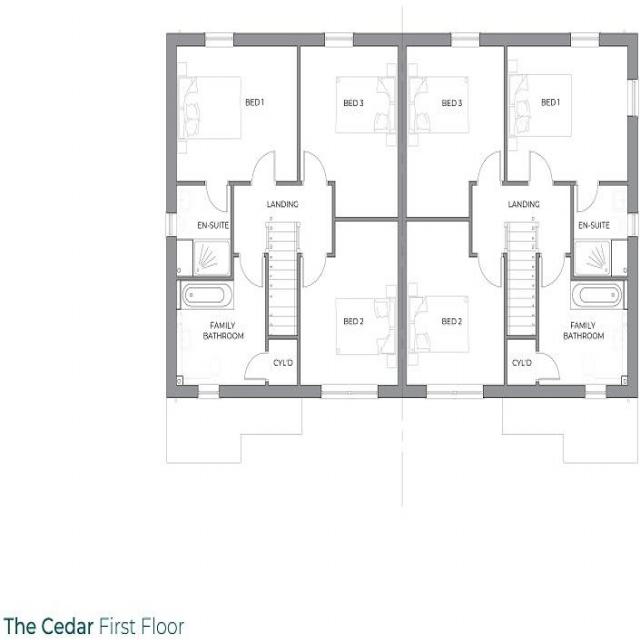 BED 1
BED 3
BED 3
BED 1
LANDING
LANDING
EN-SUITE
EN-SUITE
BED 2
BED 2
FAMILY
BATHROOM
FAMILY
BATHROOM
CYL'D
CYL'D
The Cedar First Floor